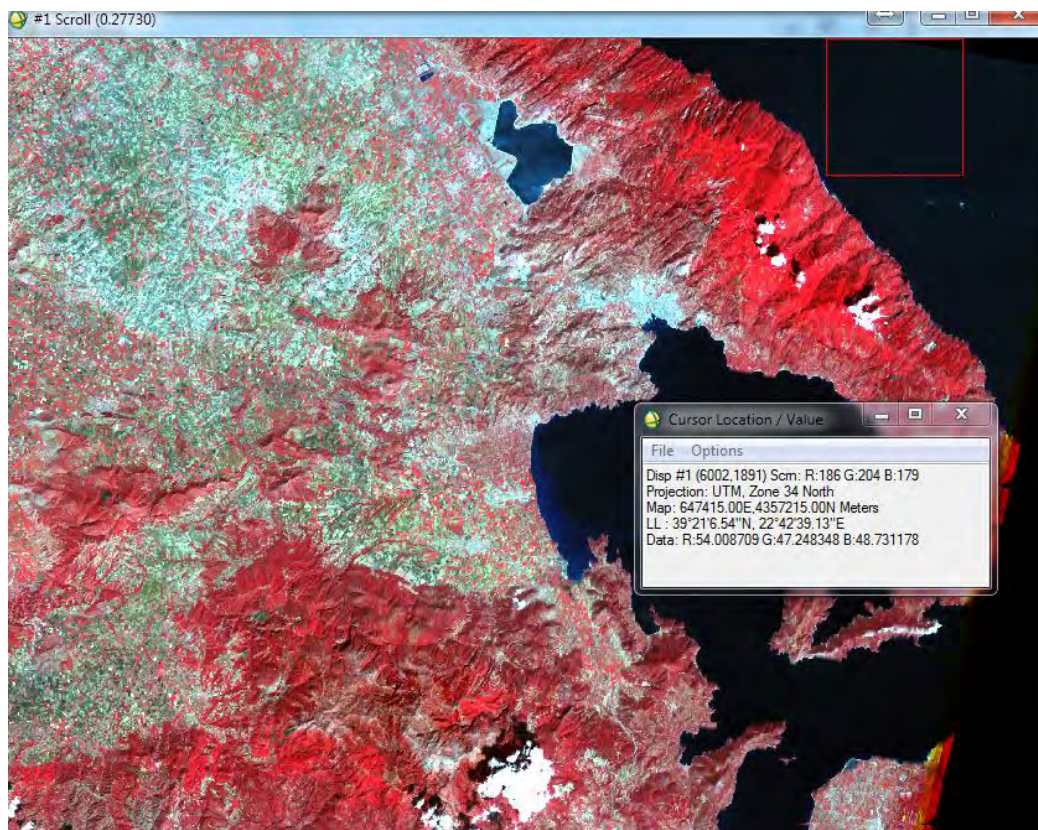 #1 Scroll (0.27730)
Cursor Location / Value
File Options
Disp #1 (6002,1891) Scrn: R:186 G:204 B:179
Projection: UTM, Zone 34 North
Map: 647415.00E,4357215.00N Meters
LL : 39°21'6.54"N, 22°42'39.13"E
Data: R:54.008709 G:47.248348 B:48.731178